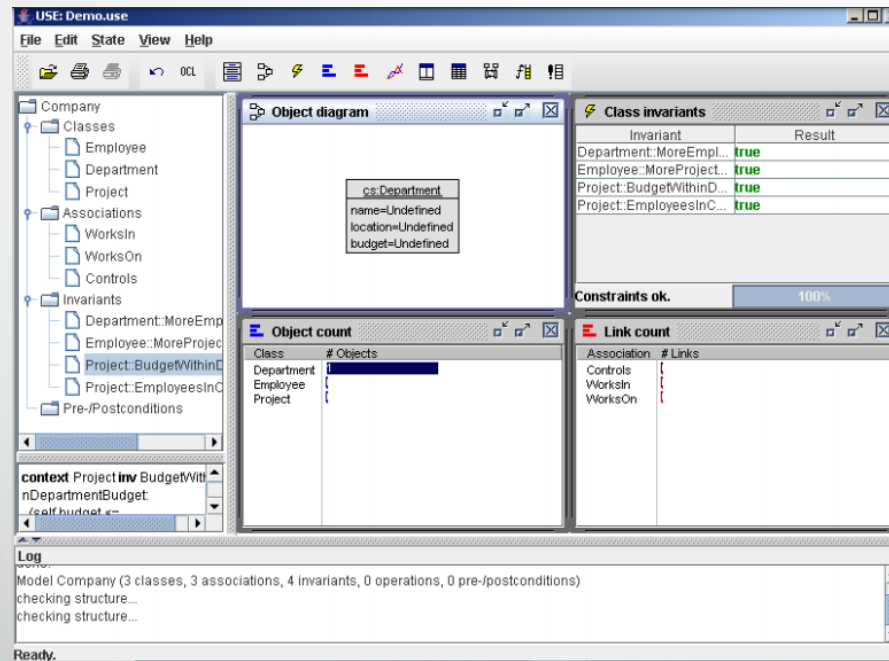 USE: Demo.use
File Edit State View Help
OCL
Company
Classes
Employee
Department
Project
Associations
WorksIn
WorksOn
Controls
Invariants
Department::MoreEmp
Employee::MoreProjec
Project::BudgetWithinD
Project::EmployeesInC
Pre-/Postconditions
context Project inv BudgetWith
nDepartmentBudget:
(self.budget <=
Object diagram
cs:Department
name=Undefined
location=Undefined
budget=Undefined
Class invariants
Invariant Result
Department::MoreEmpl... true
Employee::MoreProject... true
Project::BudgetWithinD... true
Project::EmployeesInC... true
Constraints ok. 100%
Object count
Class # Objects
Department 1
Employee
Project
Link count
Association # Links
Controls
WorksIn
WorksOn
Log
done.
Model Company (3 classes, 3 associations, 4 invariants, 0 operations, 0 pre-/postconditions)
checking structure...
checking structure...
Ready.